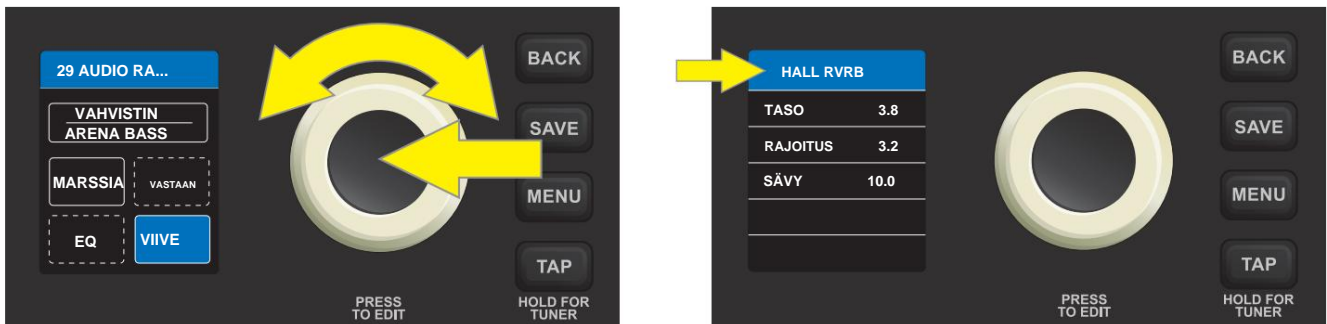 29 AUDIO RA...
VAHVISTIN
ARENA BASS
MARSSIA
VASTAAN
EQ
VIIVE
BACK
SAVE
MENU
TAP
PRESS
TO EDIT
HOLD FOR
TUNER
HALL RVRB
TASO 3.8
RAJOITUS 3.2
SÄVY 10.0
BACK
SAVE
MENU
TAP
PRESS
TO EDIT
HOLD FOR
TUNER